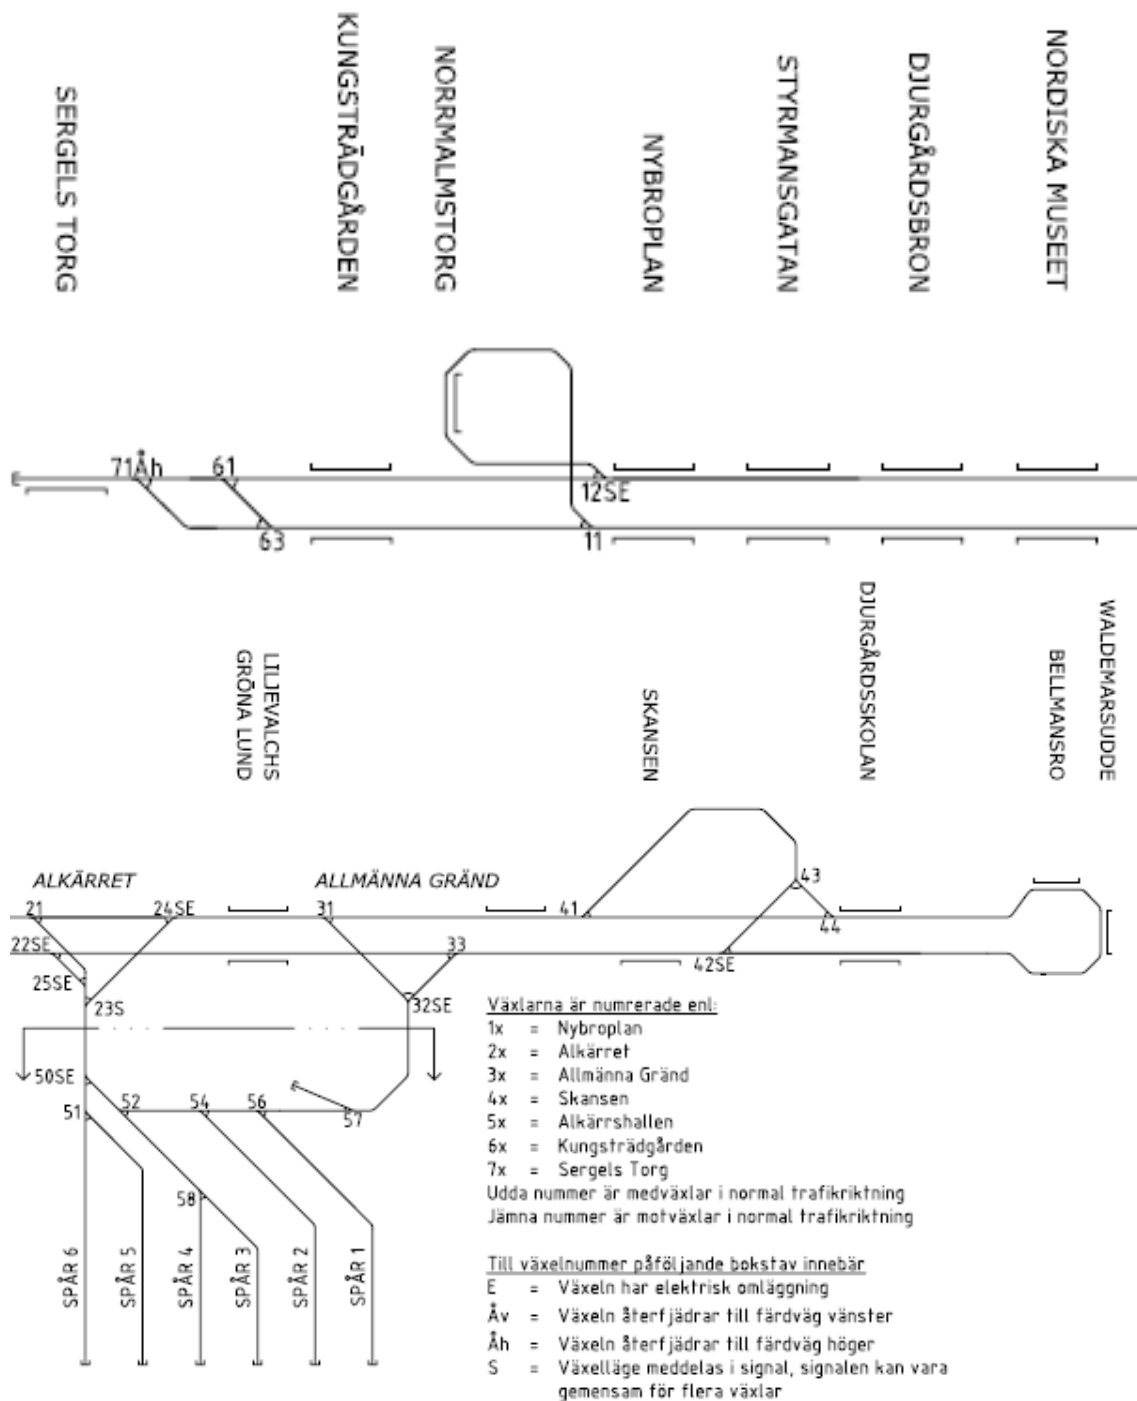 SERGELS TORG
KUNGSTRÄDGÅRDEN
NORRMALMSTORG
NYBROPLAN
STYRMANSGATAN
DJURGÅRDSBRON
NORDISKA MUSEET
71Åh
61
63
12SE
11
LILJEVALCHS
GRÖNA LUND
SKANSEN
DJURGÅRDSSKOLAN
BELLMANSRO
WALDEMARSUDDE
ALKÄRRET
ALLMÄNNA GRÄND
21
24SE
31
41
43
44
22SE
33
42SE
25SE
23S
32SE
50SE
51
52
54
56
57
58
SPÅR 6
SPÅR 5
SPÅR 4
SPÅR 3
SPÅR 2
SPÅR 1
Växlarna är numrerade enl:
1x = Nybroplan
2x = Alkärret
3x = Allmänna Gränd
4x = Skansen
5x = Alkärrshallen
6x = Kungsträdgården
7x = Sergels Torg
Udda nummer är medväxlar i normal trafikriktning
Jämna nummer är motväxlar i normal trafikriktning
Till växelnummer påföljande bokstav innebär
E = Växeln har elektrisk omläggning
Åv = Växeln återfjädrar till färdväg vänster
Åh = Växeln återfjädrar till färdväg höger
S = Växelläge meddelas i signal, signalen kan vara
gemensam för flera växlar